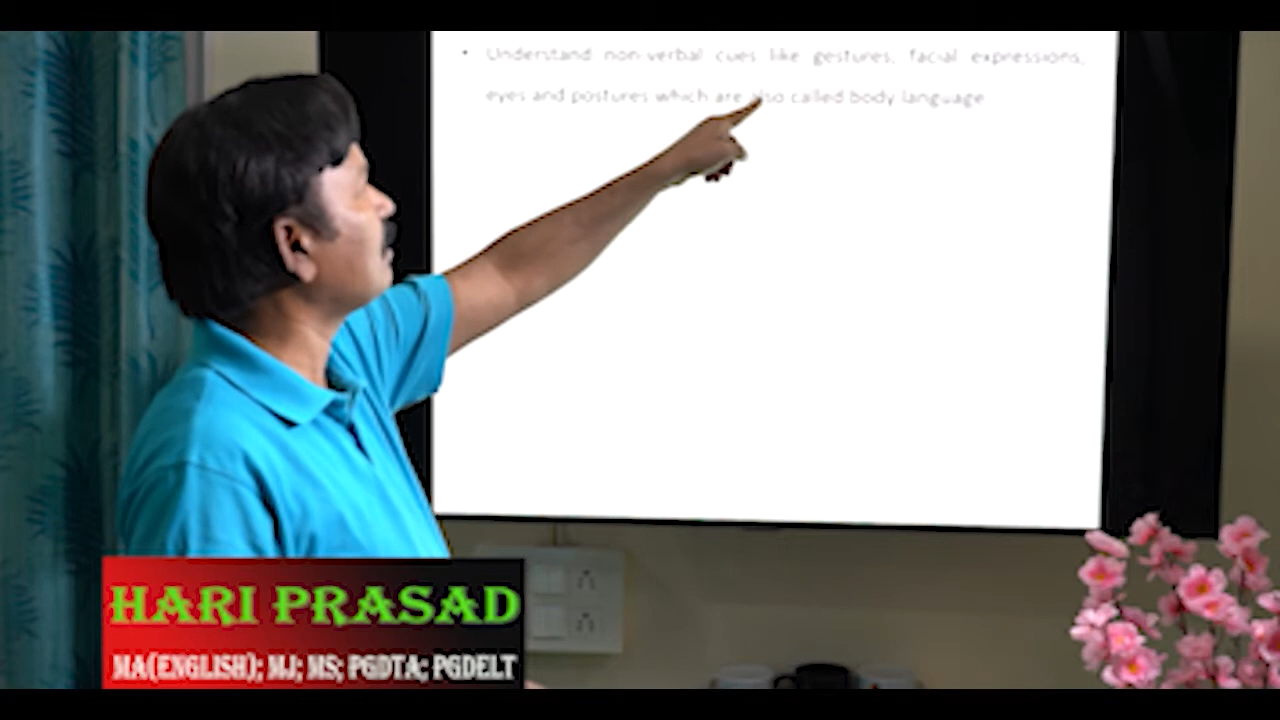 • Understand non-verbal cues like gestures, facial expressions,
eyes and postures which are also called body language
HARI PRASAD
MA(ENGLISH); MJ; MS; PGDTA; PGDELT